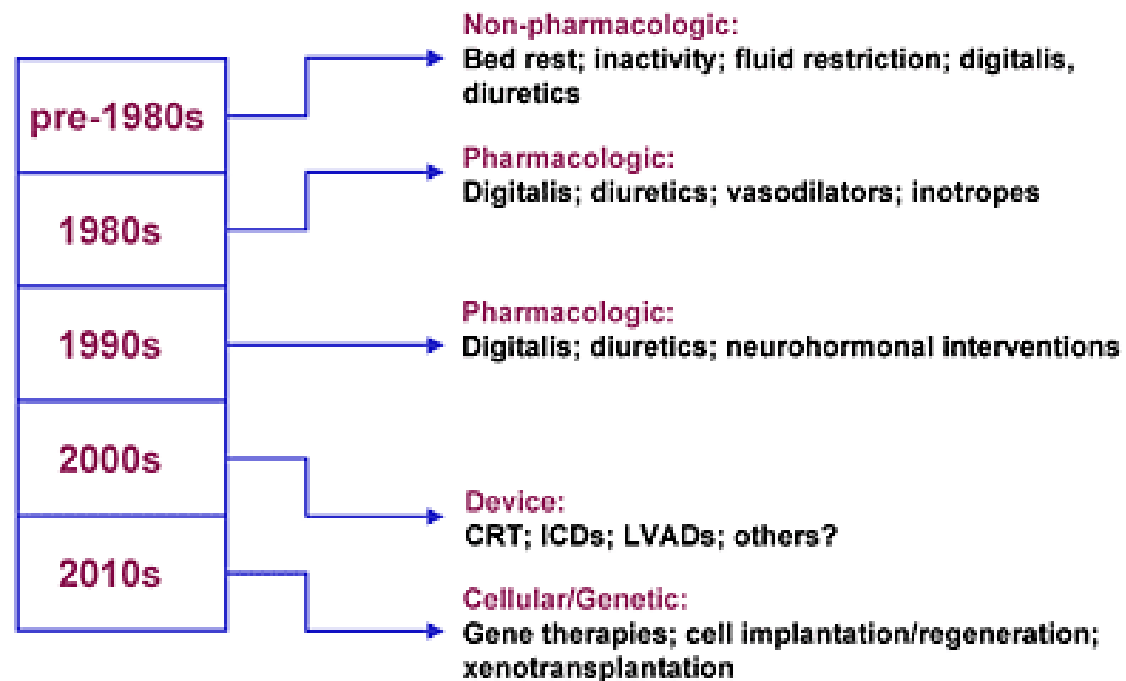 pre-1980s
Non-pharmacologic:
Bed rest; inactivity; fluid restriction; digitalis,
diuretics
1980s
Pharmacologic:
Digitalis; diuretics; vasodilators; inotropes
1990s
Pharmacologic:
Digitalis; diuretics; neurohormonal interventions
2000s
Device:
CRT; ICDs; LVADs; others?
2010s
Cellular/Genetic:
Gene therapies; cell implantation/regeneration;
xenotransplantation